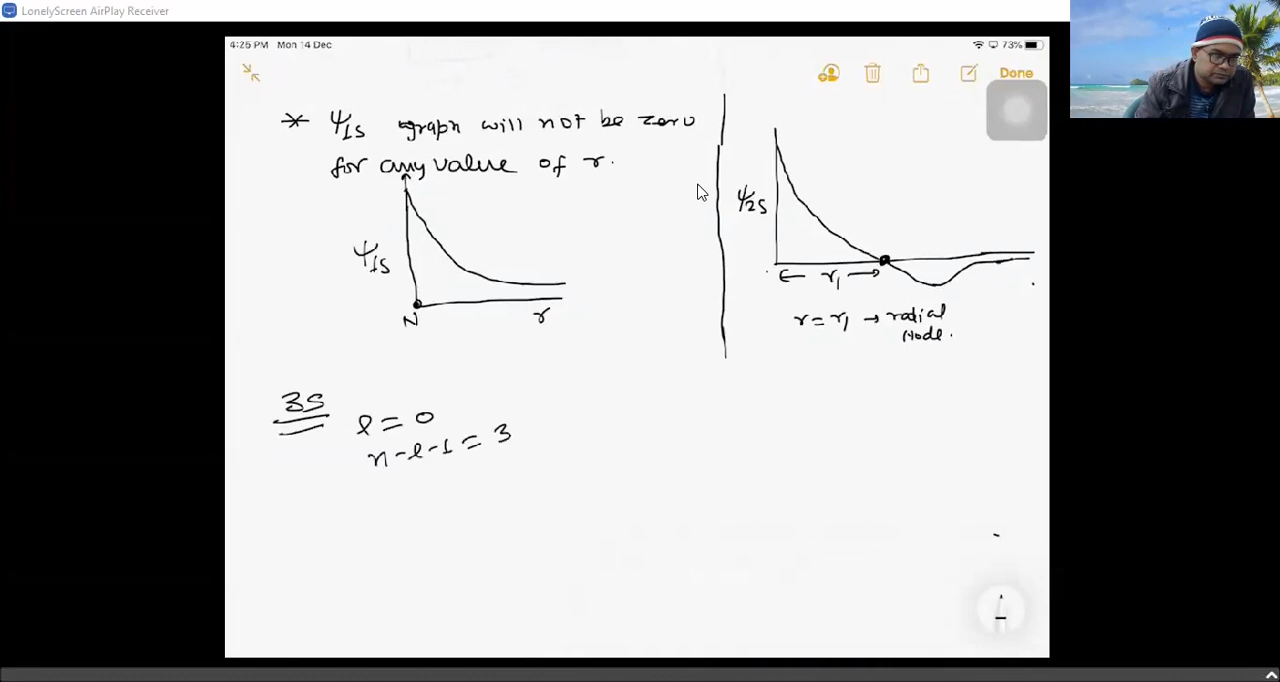 LonelyScreen AirPlay Receiver
4:25 PM Mon 14 Dec
73%
Done
* ψ1s graph will not be zero
for any value of r.
ψ1s
N
r
ψ2s
← r1 →
r = r1 → radial
Node.
3S
l = 0
n - l - 1 = 3